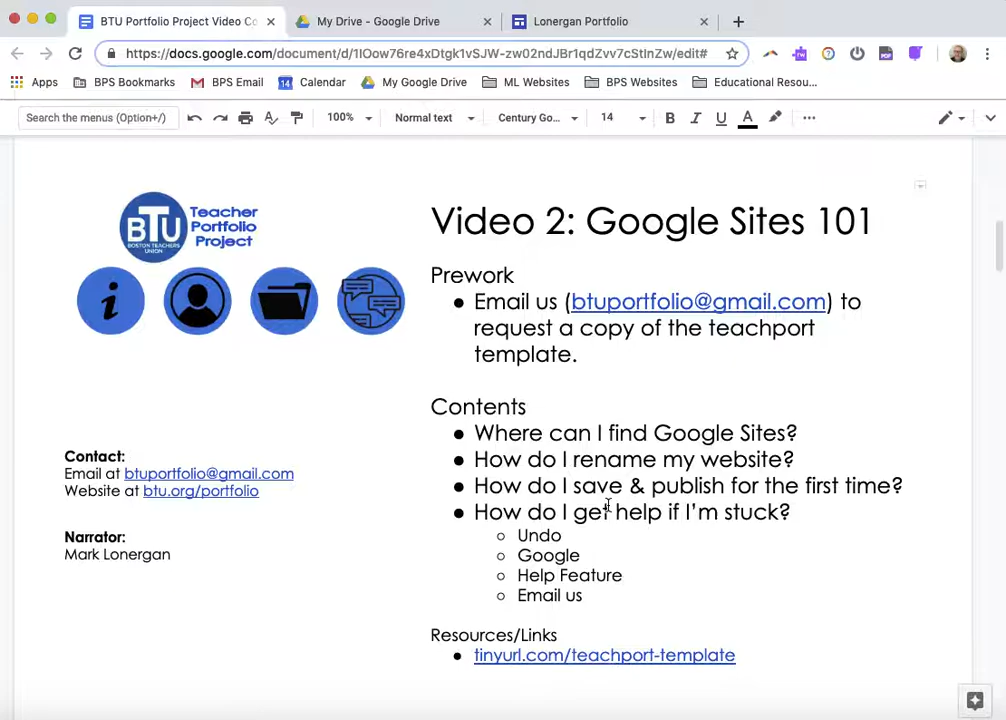 BTU Portfolio Project Video Co
My Drive - Google Drive
Lonergan Portfolio
https://docs.google.com/document/d/1IOow76re4xDtgk1vSJW-zw02ndJBr1qdZvv7cStInZw/edit#
Apps
BPS Bookmarks
BPS Email
14
Calendar
My Google Drive
ML Websites
BPS Websites
Educational Resou...
PDF
Search the menus (Option+/)
100%
Normal text
Century Go...
14
B I U A
BTU
BOSTON TEACHERS
UNION
Teacher
Portfolio
Project
i
Contact:
Email at btuportfolio@gmail.com
Website at btu.org/portfolio
Narrator:
Mark Lonergan
Video 2: Google Sites 101
Prework
● Email us (btuportfolio@gmail.com) to
request a copy of the teachport
template.
Contents
● Where can I find Google Sites?
● How do I rename my website?
● How do I save & publish for the first time?
● How do I get help if I'm stuck?
○ Undo
○ Google
○ Help Feature
○ Email us
Resources/Links
● tinyurl.com/teachport-template